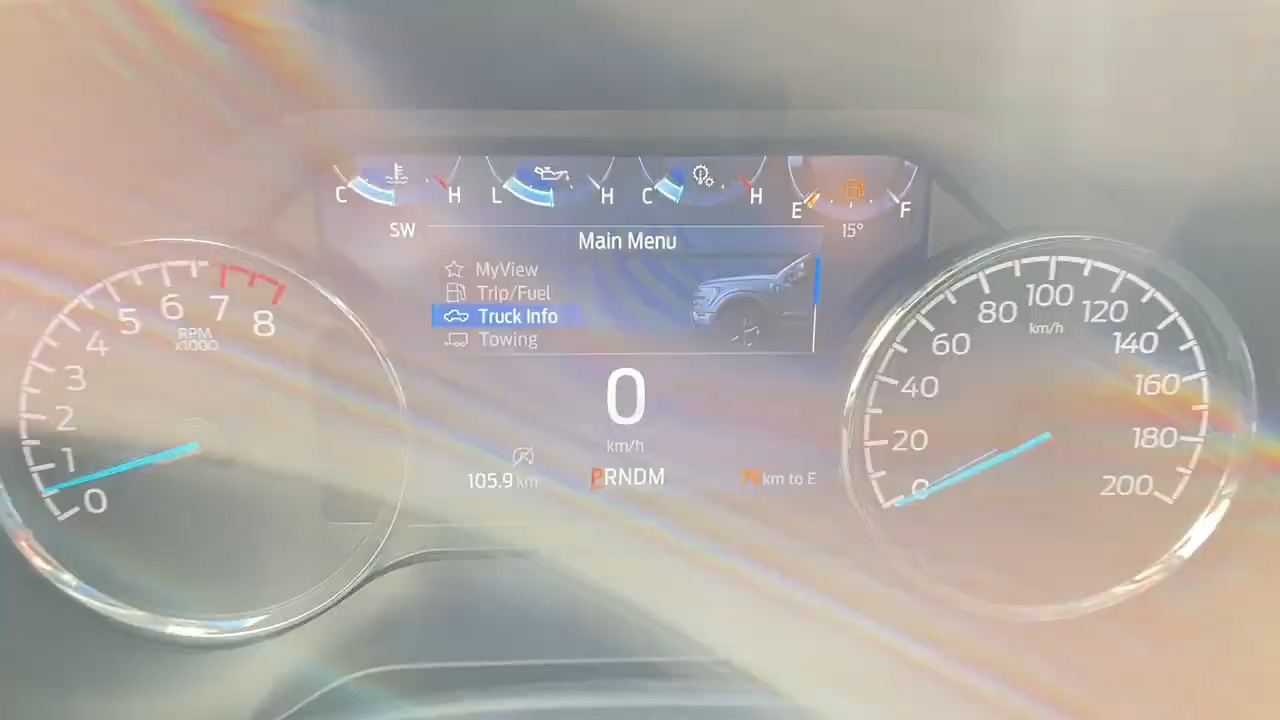 C H L H C H E F
SW
15°
Main Menu
MyView
Trip/Fuel
Truck Info
Towing
0
km/h
105.9 km
PRNDM
km to E
0 1 2 3 4 5 6 7 8
RPM
x1000
0 20 40 60 80 100 120 140 160 180 200
km/h